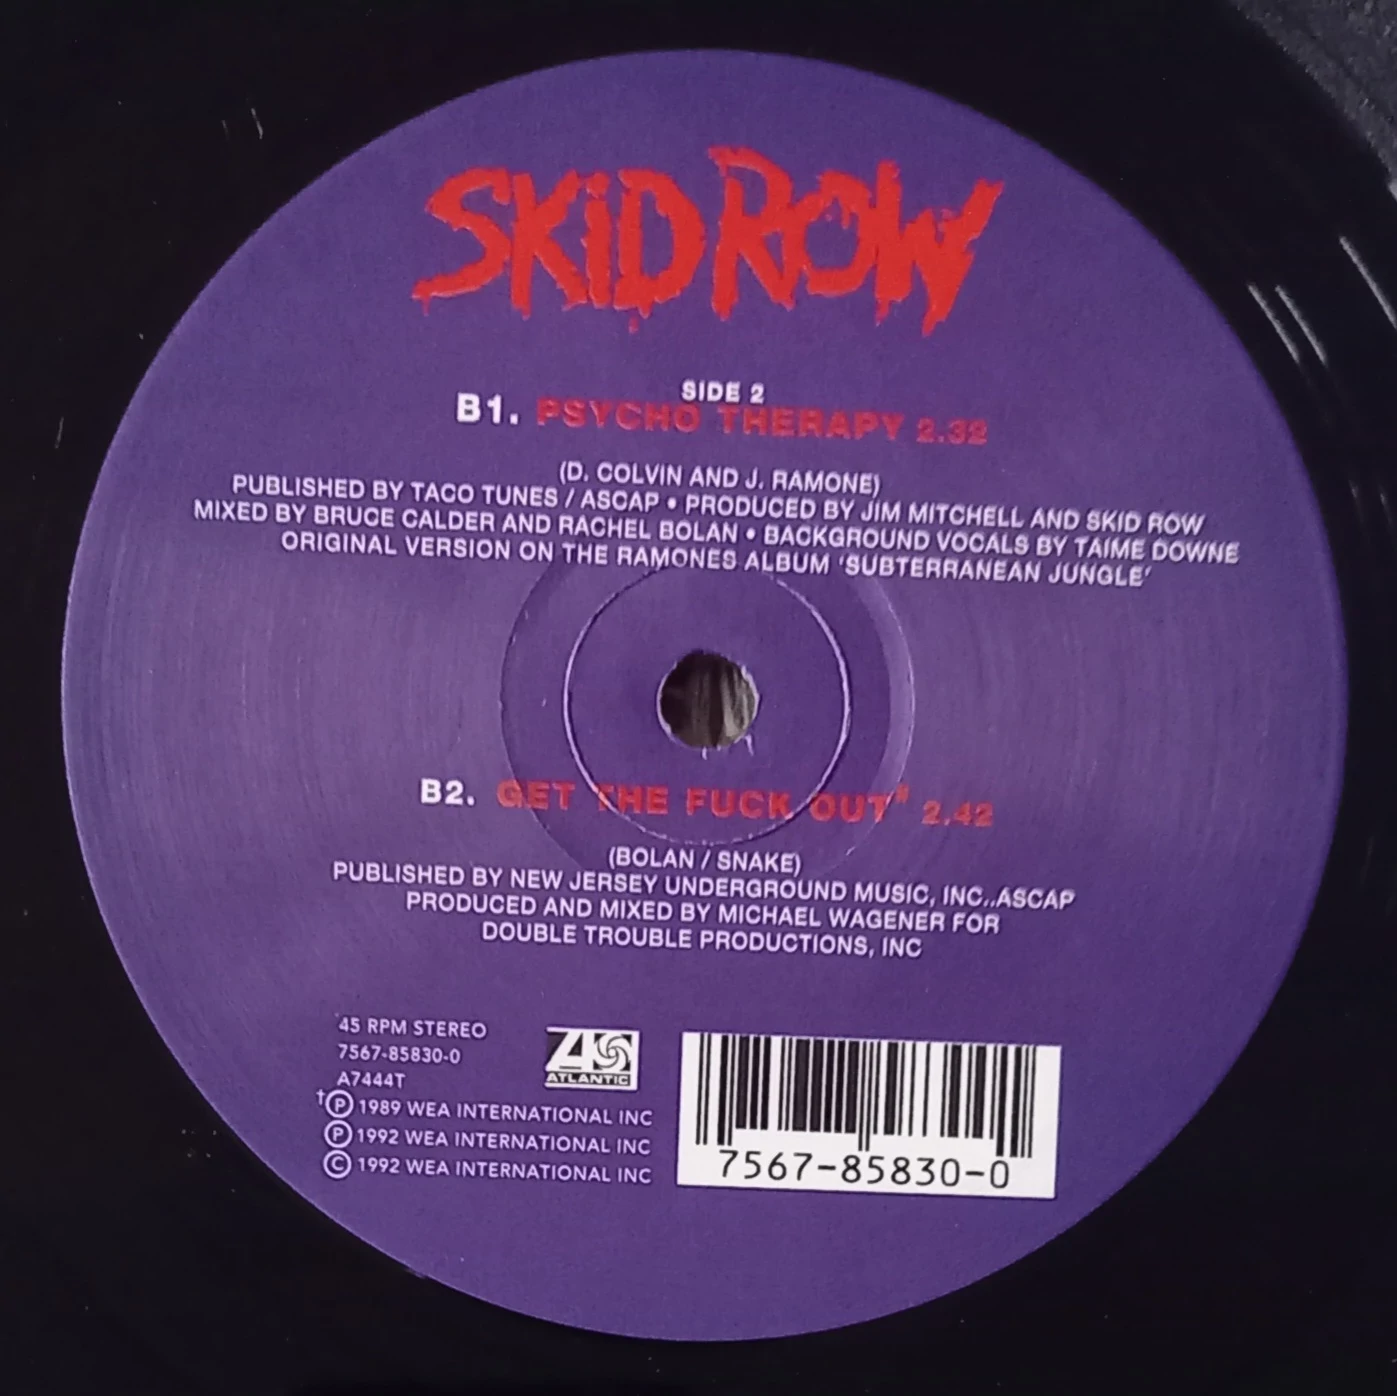 SKID ROW
SIDE 2
B1. PSYCHO THERAPY 2.32
(D. COLVIN AND J. RAMONE)
PUBLISHED BY TACO TUNES / ASCAP • PRODUCED BY JIM MITCHELL AND SKID ROW
MIXED BY BRUCE CALDER AND RACHEL BOLAN • BACKGROUND VOCALS BY TAIME DOWNE
ORIGINAL VERSION ON THE RAMONES ALBUM 'SUBTERRANEAN JUNGLE'
B2. GET THE FUCK OUT" 2.42
(BOLAN / SNAKE)
PUBLISHED BY NEW JERSEY UNDERGROUND MUSIC, INC..ASCAP
PRODUCED AND MIXED BY MICHAEL WAGENER FOR
DOUBLE TROUBLE PRODUCTIONS, INC
45 RPM STEREO
7567-85830-0
A7444T
†Ⓟ 1989 WEA INTERNATIONAL INC
Ⓟ 1992 WEA INTERNATIONAL INC
© 1992 WEA INTERNATIONAL INC
ATLANTIC
7567-85830-0